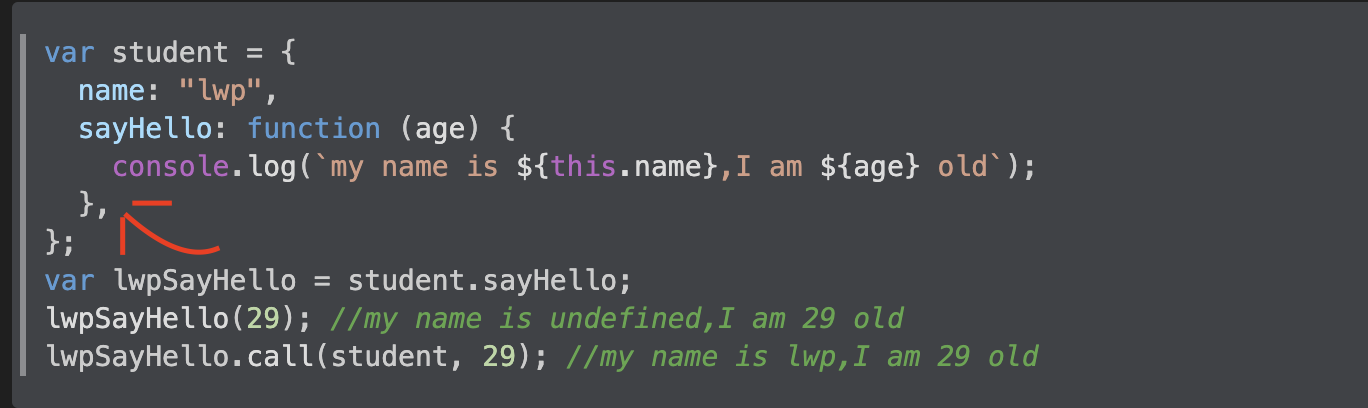 var student = {
  name: "lwp",
  sayHello: function (age) {
    console.log(`my name is ${this.name},I am ${age} old`);
  },
};
var lwpSayHello = student.sayHello;
lwpSayHello(29); //my name is undefined,I am 29 old
lwpSayHello.call(student, 29); //my name is lwp,I am 29 old